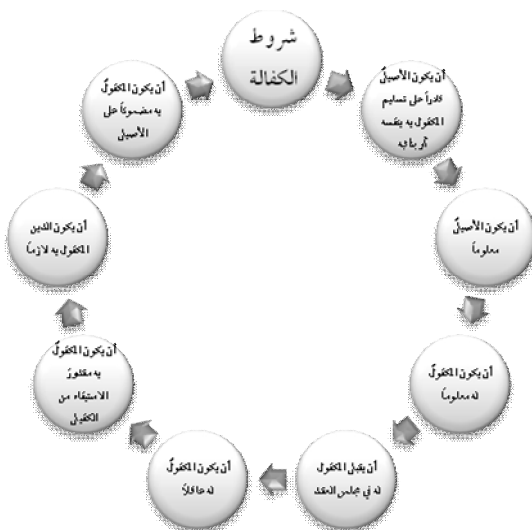 شروط
الكفالة
أن يكون الأصيلُ
قادراً على تسليم
المكفول به بنفسه
أو بنائبه
أن يكون الأصيلُ
معلوماً
أن يكون المكفولُ
له معلوماً
أن يقبل المكفول
له في مجلس العقد
أن يكون المكفولُ
له عاقلاً
أن يكون المكفولُ
به مقدورَ
الاستيفاء من
الكفيل
أن يكون الدين
المكفول به لازماً
أن يكون المكفولُ
به مضموناً على
الأصيل